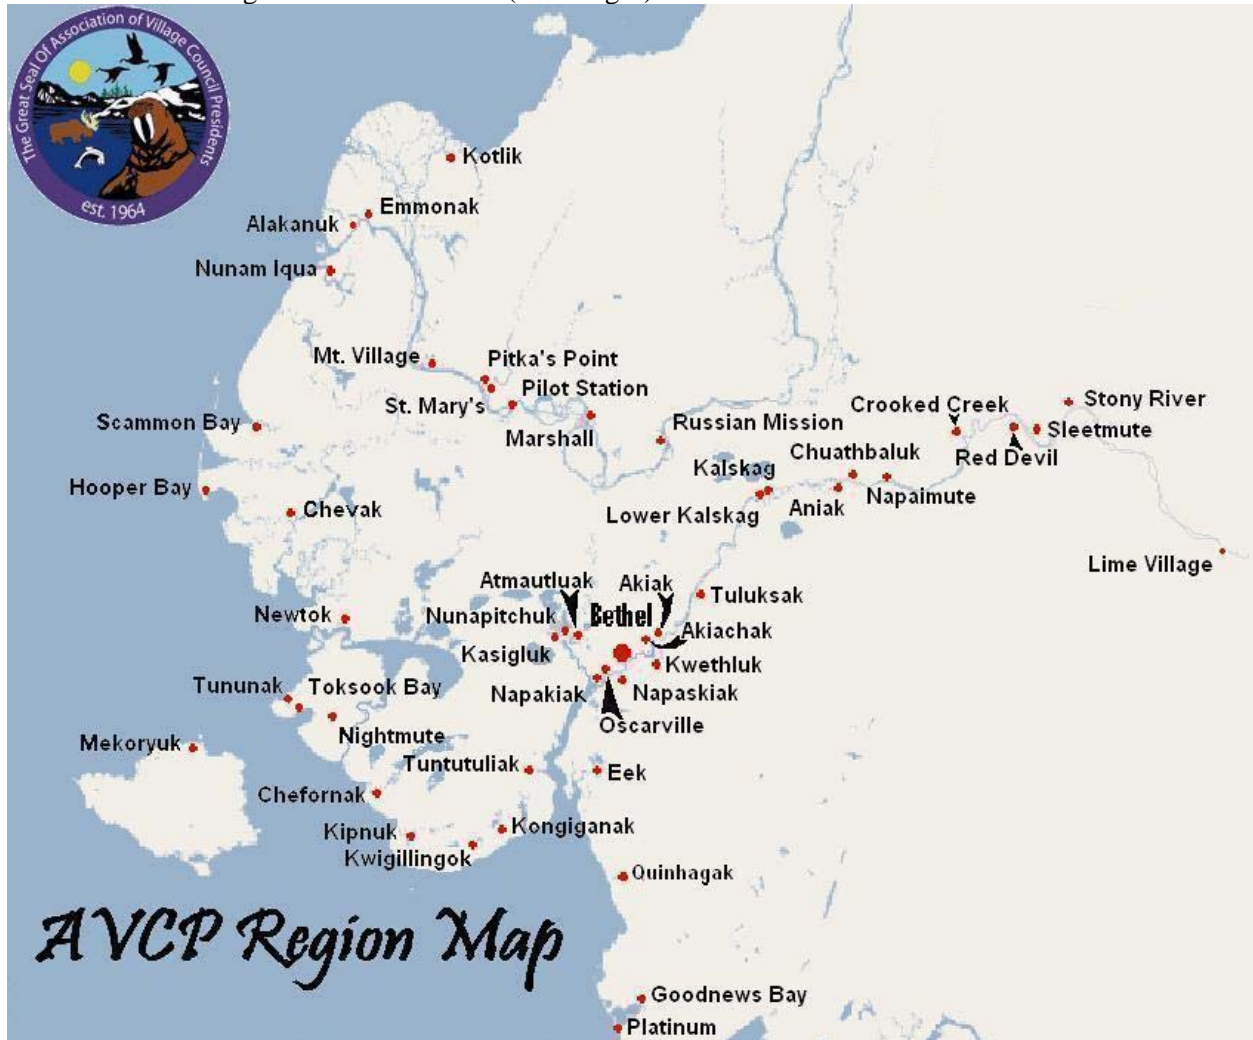 The Great Seal Of Association of Village Council Presidents
est. 1964
Kotlik
Emmonak
Alakanuk
Nunam Iqua
Mt. Village
Pitka's Point
Pilot Station
St. Mary's
Marshall
Stony River
Crooked Creek
Scammon Bay
Russian Mission
Sleetmute
Chuathbaluk
Red Devil
Kalskag
Hooper Bay
Napaimute
Chevak
Aniak
Lower Kalskag
Lime Village
Atmautluak
Akiak
Tuluksak
Newtok
Nunapitchuk
Bethel
Akiachak
Kasigluk
Kwethluk
Tununak
Toksook Bay
Napakiak
Napaskiak
Oscarville
Nightmute
Mekoryuk
Tuntutuliak
Eek
Chefornak
Kipnuk
Kongiganak
Kwigillingok
Quinhagak
AVCP Region Map
Goodnews Bay
Platinum